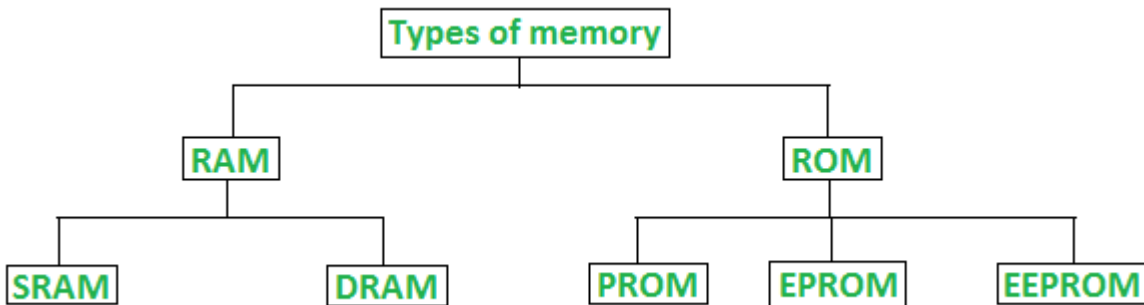 Types of memory
RAM
ROM
SRAM
DRAM
PROM
EPROM
EEPROM